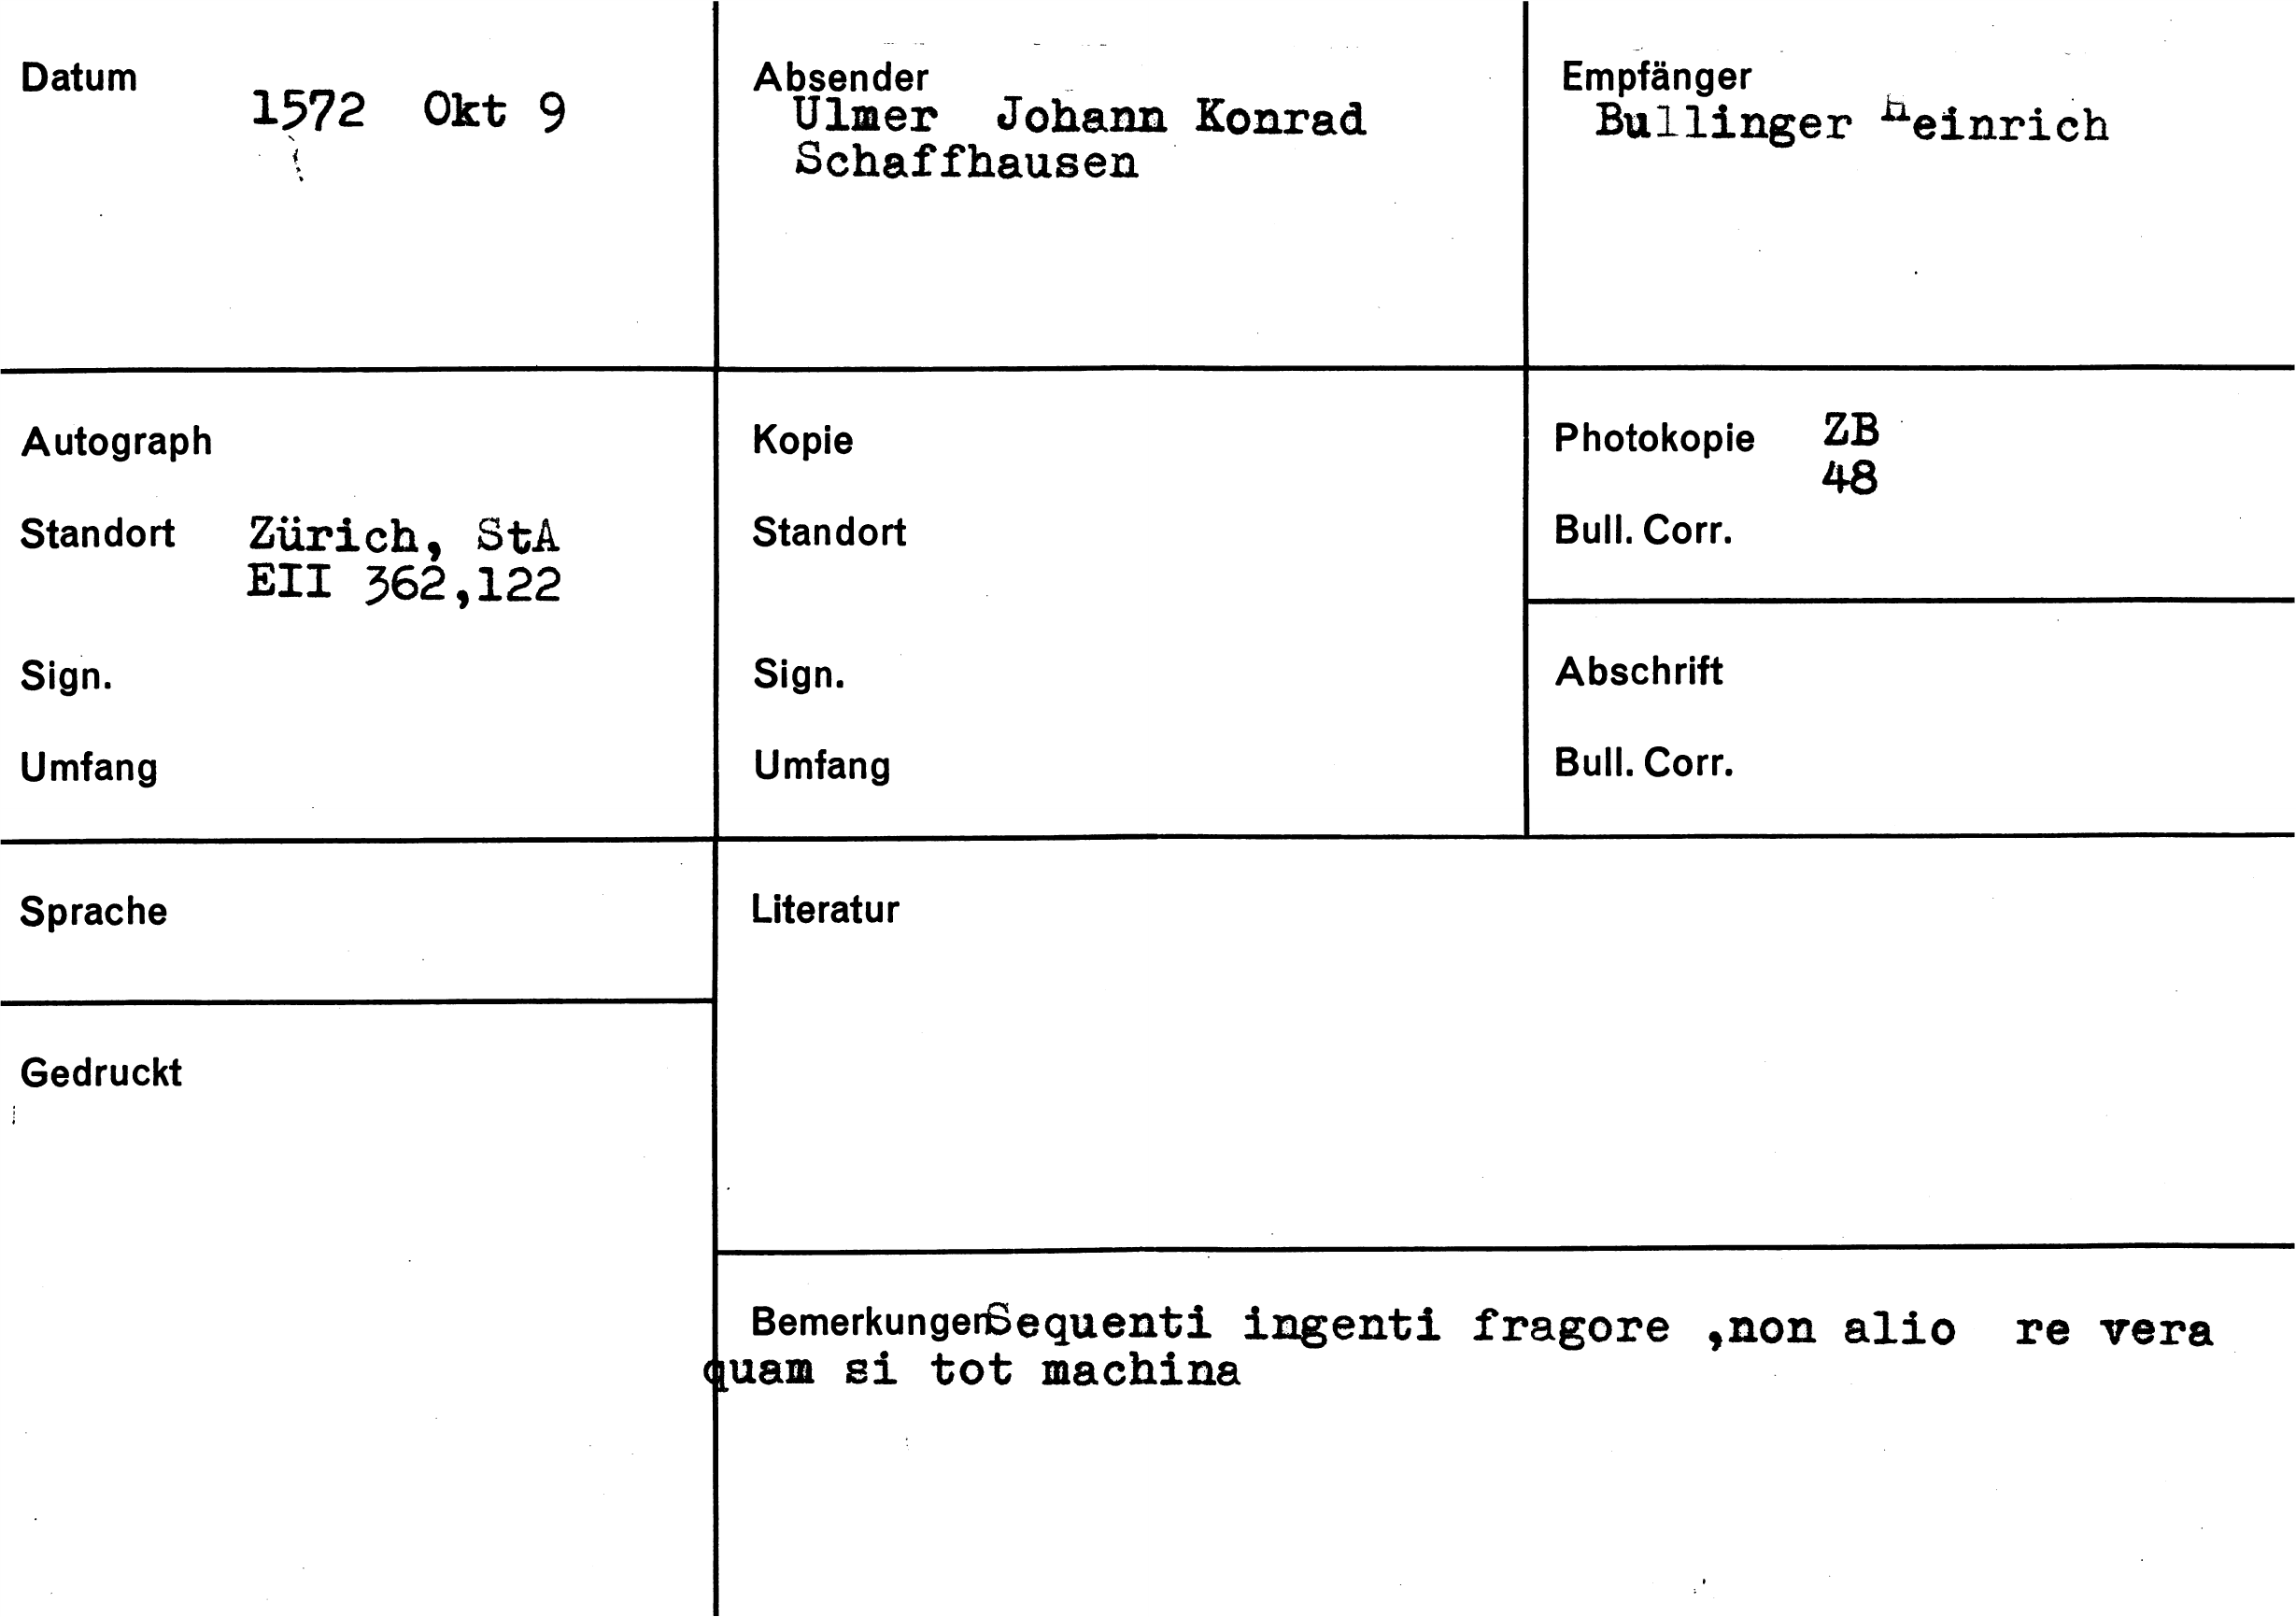 Datum
1572 Okt 9
Absender
Ulmer Johann Konrad
Schaffhausen
Empfänger
Bullinger Heinrich
Autograph
Standort Zürich, StA
EII 362,122
Sign.
Umfang
Kopie
Standort
Sign.
Umfang
Photokopie ZB
48
Bull. Corr.
Abschrift
Bull. Corr.
Sprache
Gedruckt
Literatur
Bemerkungen Sequenti ingenti fragore ,non alio re vera
quam si tot machina